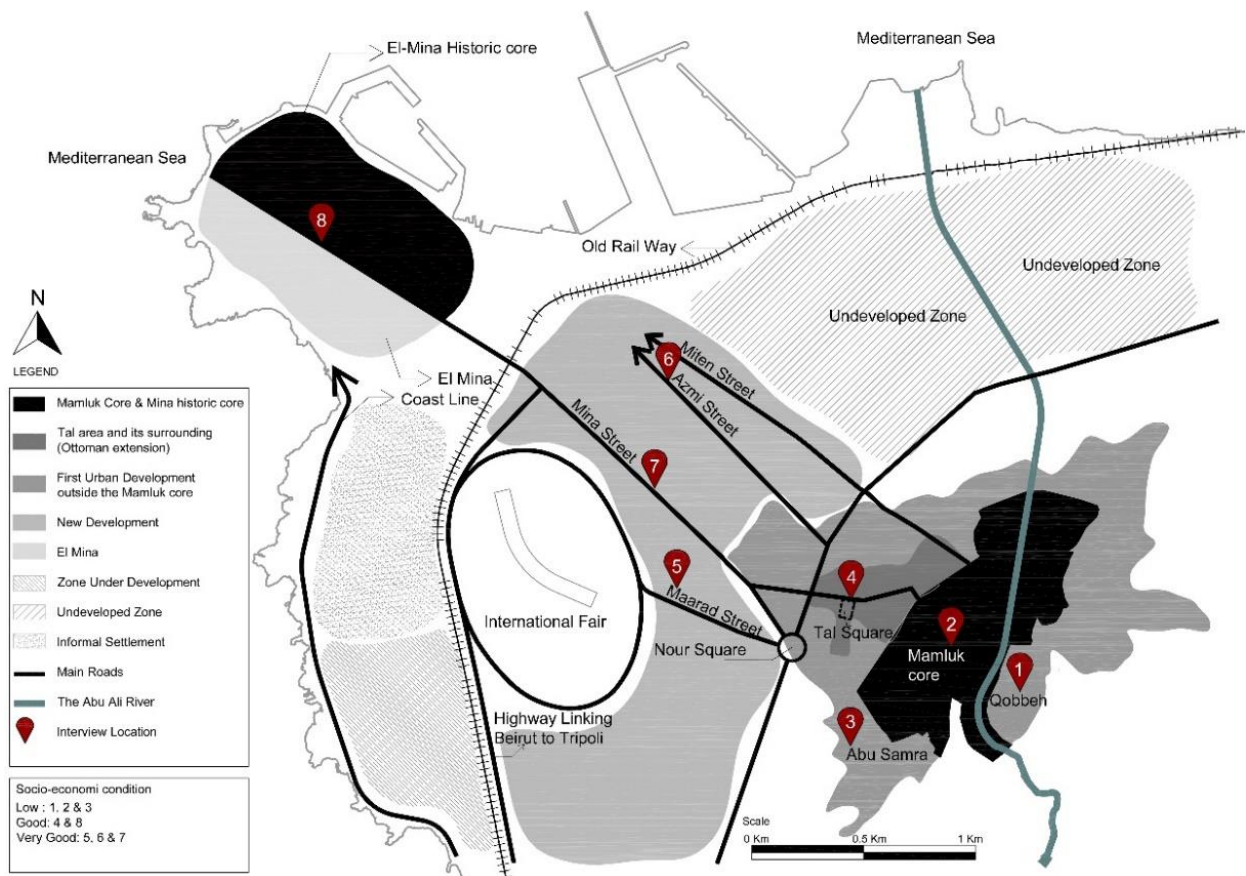 El-Mina Historic core
Mediterranean Sea
Mediterranean Sea
8
Old Rail Way
Undeveloped Zone
Undeveloped Zone
N
LEGEND
Mamluk Core & Mina historic core
Tal area and its surrounding
(Ottoman extension)
First Urban Development
outside the Mamluk core
New Development
El Mina
Zone Under Development
Undeveloped Zone
Informal Settlement
Main Roads
The Abu Ali River
Interview Location
Socio-economi condition
Low : 1, 2 & 3
Good: 4 & 8
Very Good: 5, 6 & 7
El Mina
Coast Line
6
Miten Street
Azmi Street
Mina Street
7
5
Maarad Street
International Fair
Nour Square
4
Tal Square
2
Mamluk
core
1
Qobbeh
3
Abu Samra
Highway Linking
Beirut to Tripoli
Scale
0 Km
0.5 Km
1 Km